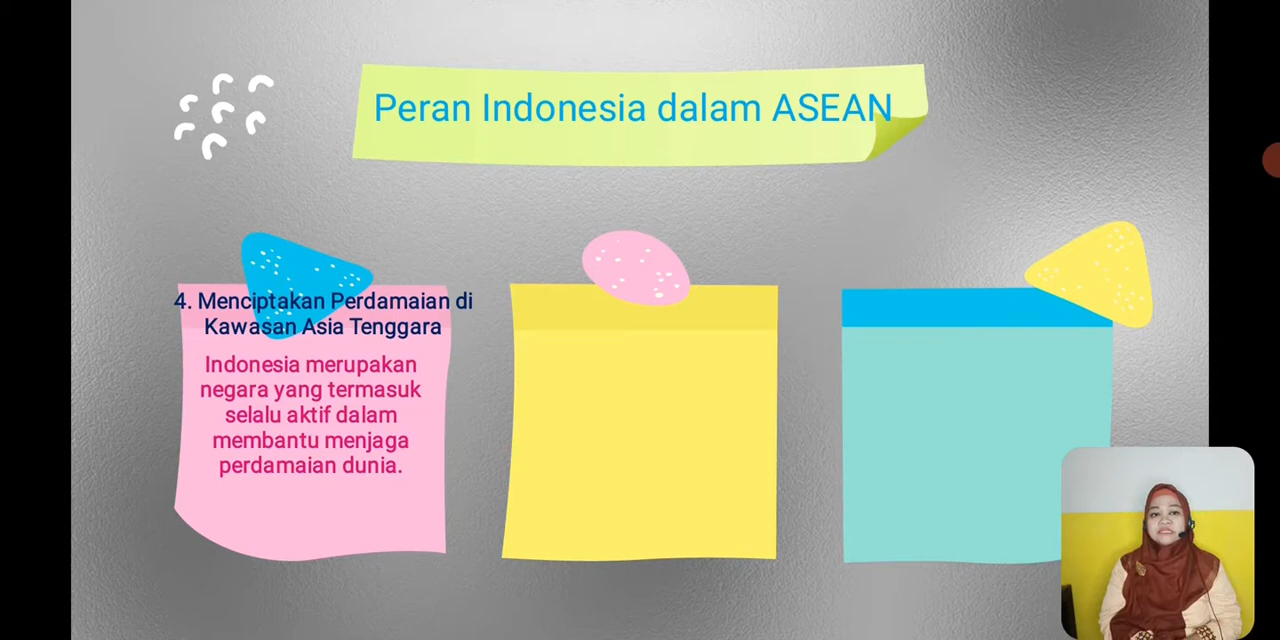 Peran Indonesia dalam ASEAN
4. Menciptakan Perdamaian di
Kawasan Asia Tenggara
Indonesia merupakan
negara yang termasuk
selalu aktif dalam
membantu menjaga
perdamaian dunia.